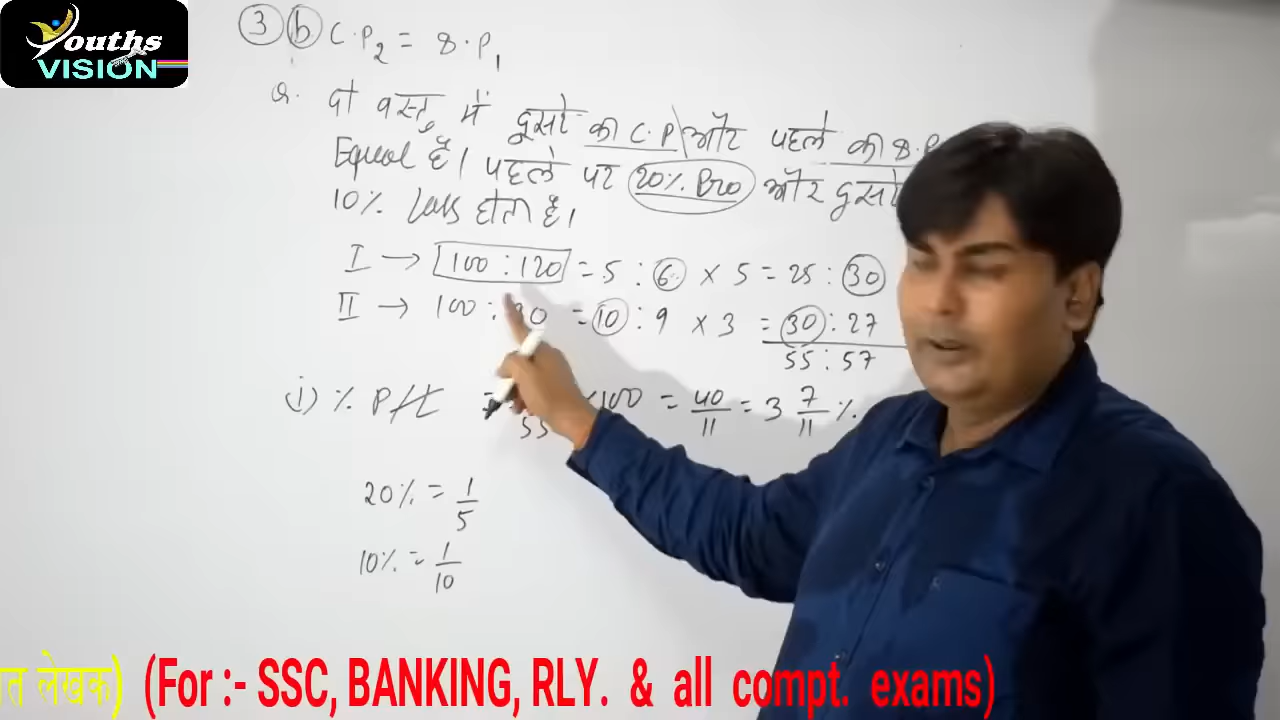 Youths
VISION
③ ⓑ C.P₂ = S.P₁
Q. दो वस्तु में दूसरे का C.P और पहले का S.P
Equal है। पहले पर 20% Pro और दूसरे
10% Loss होता है।
I → 100 : 120 = 5 : 6 × 5 = 25 : 30
II → 100 : 90 = 10 : 9 × 3 = 30 : 27
55 : 57
i) % P/L = 55 ×100 = 40/11 = 3 7/11 %.
20% = 1/5
10% = 1/10
लेखक) (For :- SSC, BANKING, RLY. & all compt. exams)